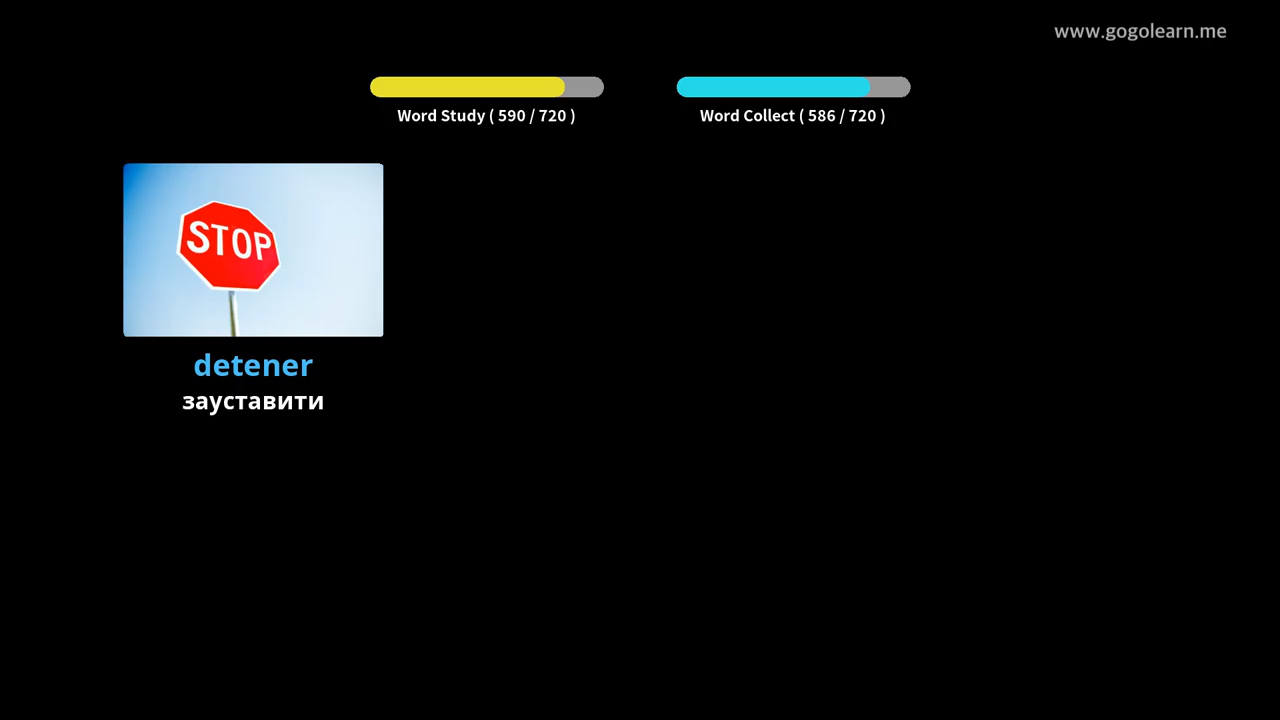 www.gogolearn.me
Word Study ( 590 / 720 )
Word Collect ( 586 / 720 )
STOP
detener
зауставити